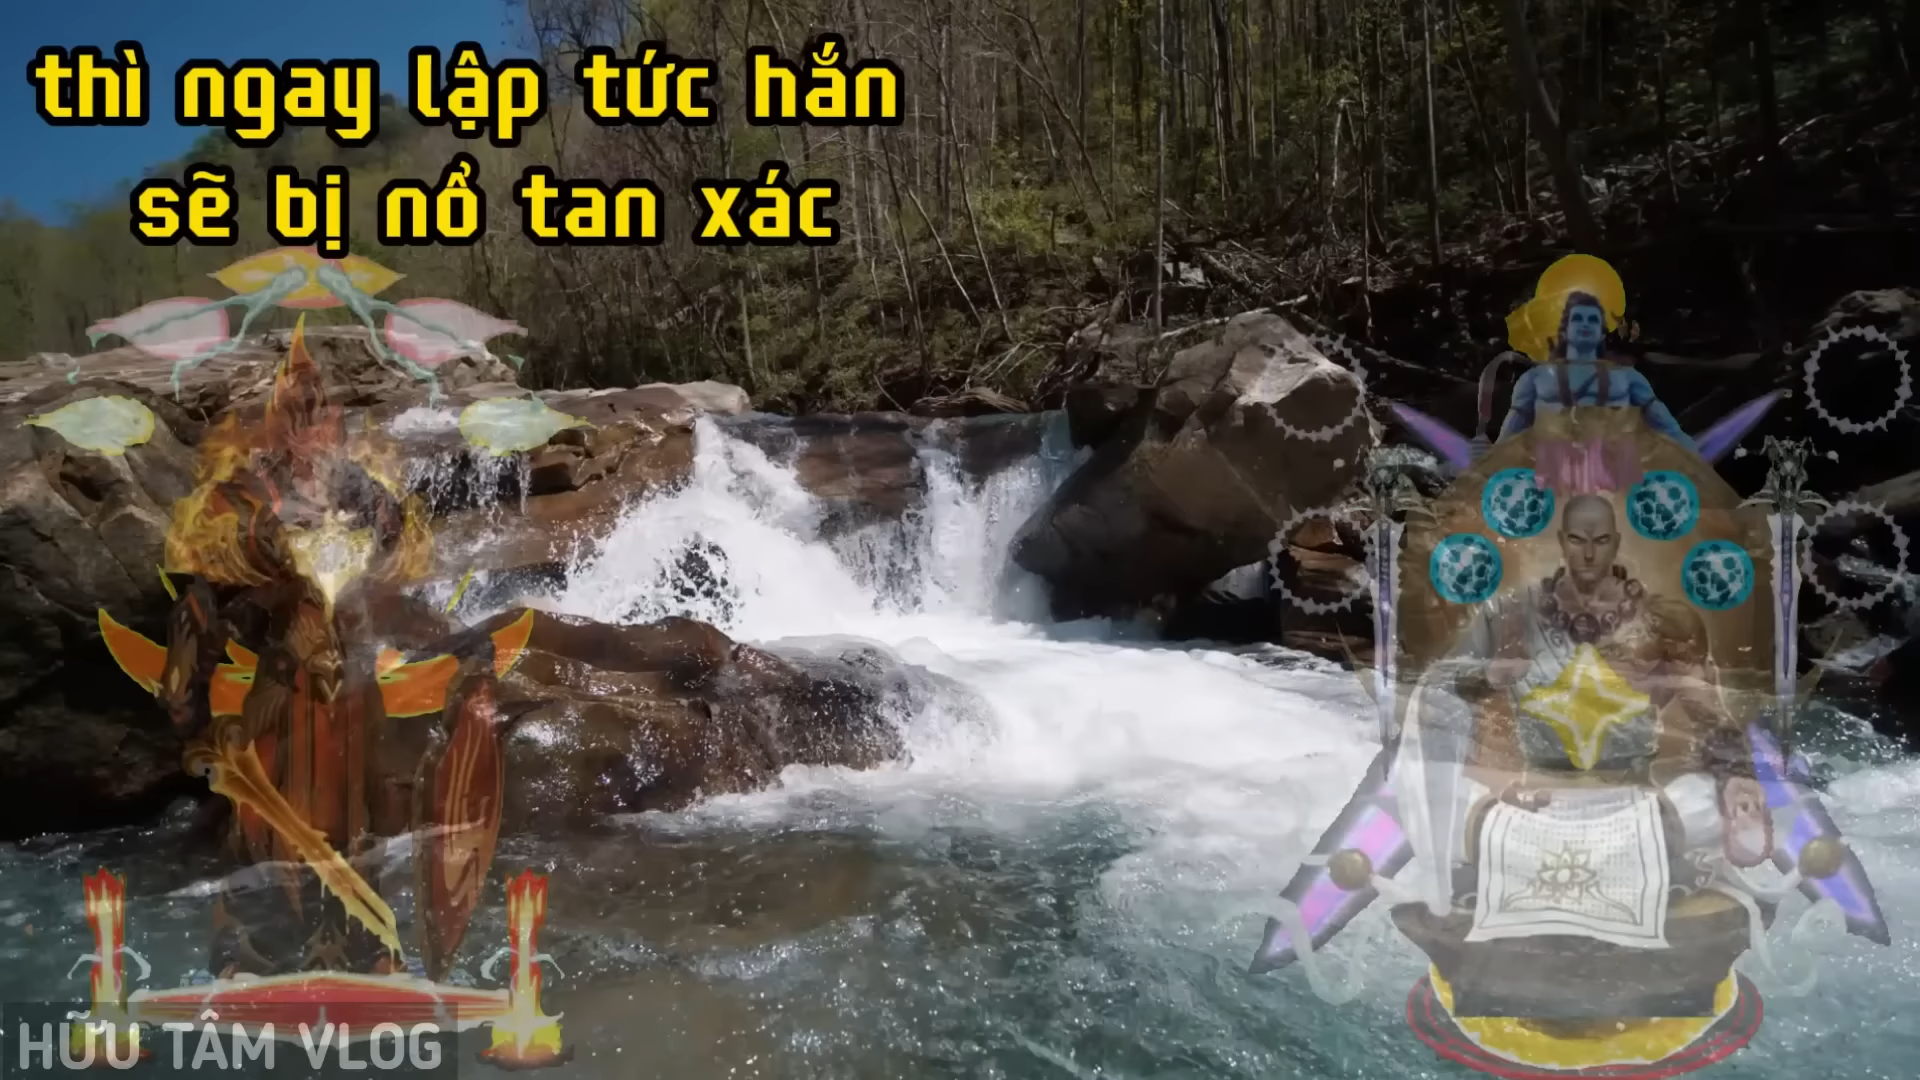 thì ngay lập tức hắn
sẽ bị nổ tan xác
HỮU TÂM VLOG